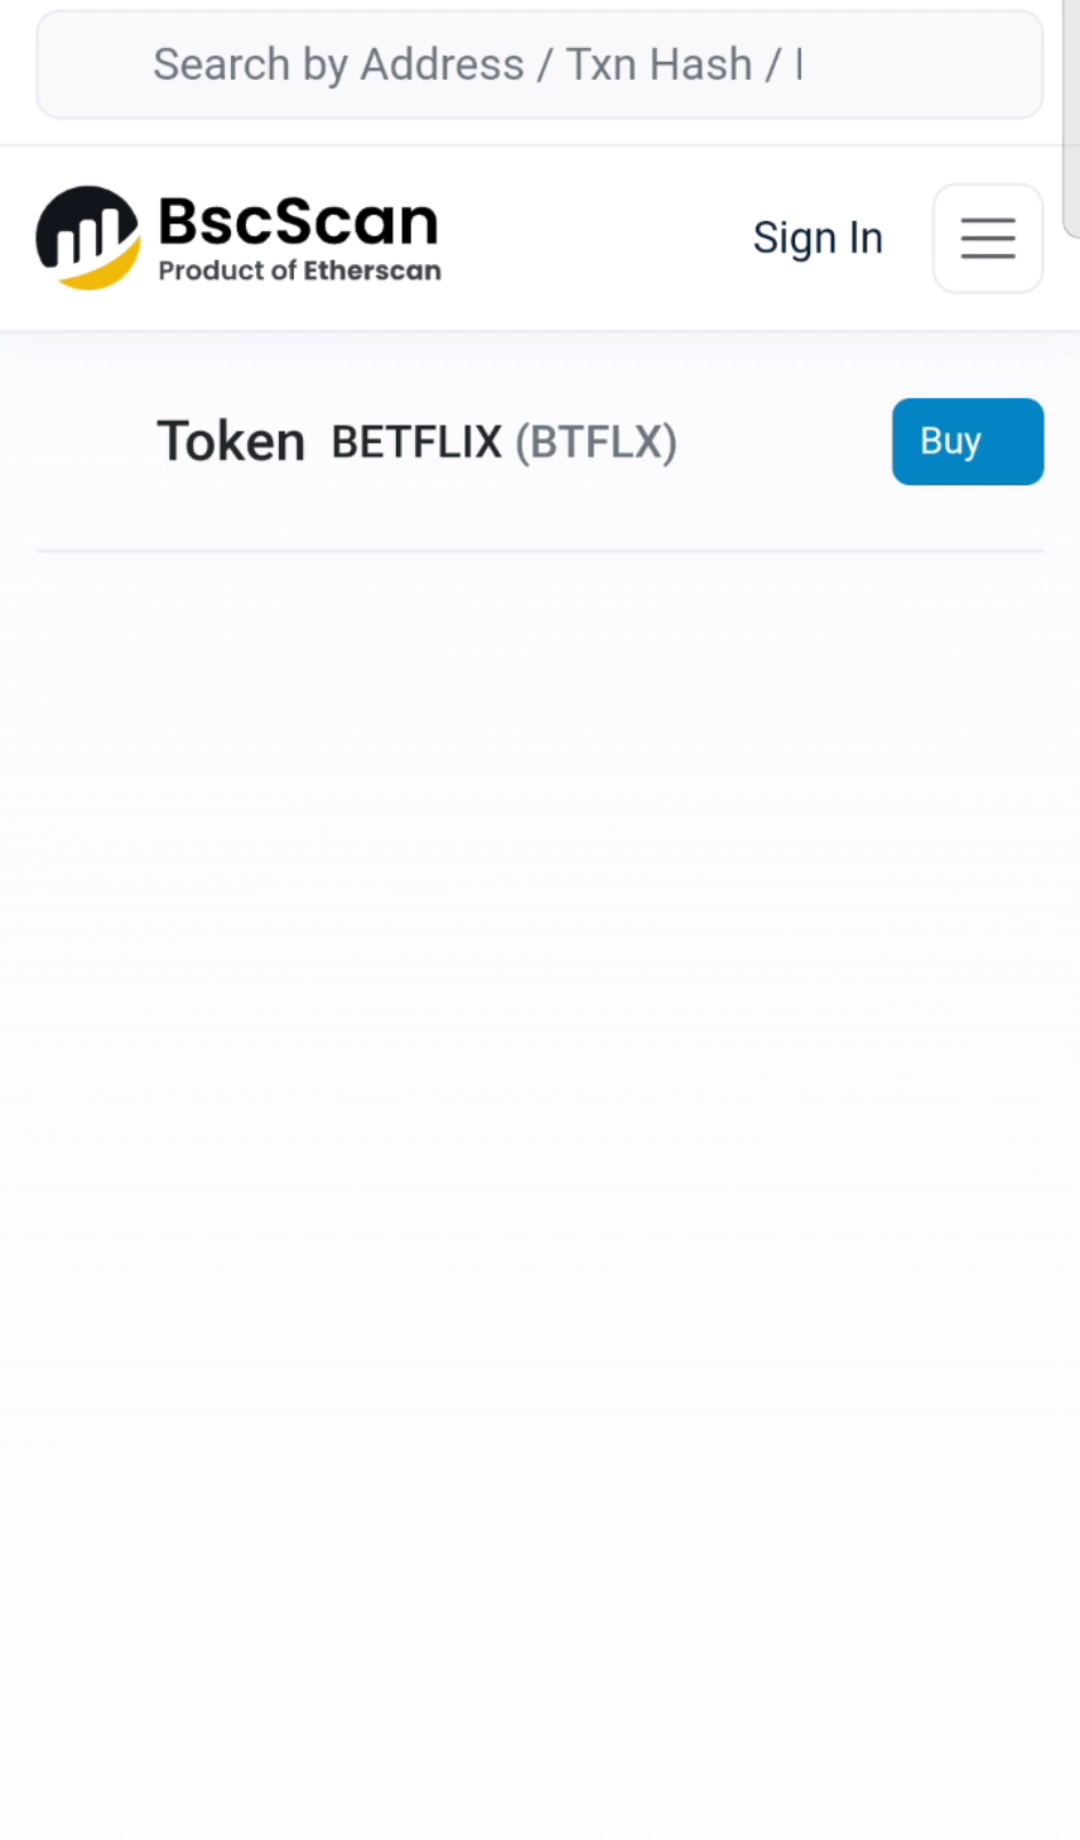 Search by Address / Txn Hash /
BscScan
Product of Etherscan
Sign In
Token BETFLIX (BTFLX)
Buy